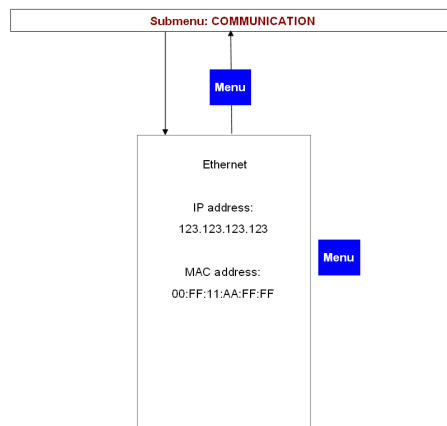 Submenu: COMMUNICATION
Menu
Ethernet
IP address:
123.123.123.123
Menu
MAC address:
00:FF:11:AA:FF:FF